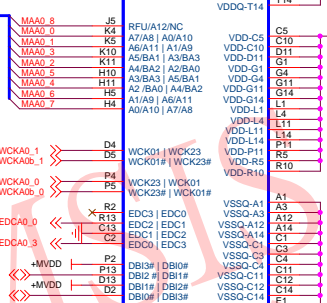 VDDQ-T14 T14
MAA0_8 J5 RFU/A12/NC
MAA0_0 K4 A7/A8 | A0/A10 VDD-C5 C5
MAA0_1 K5 A6/A11 | A1/A9 VDD-C10 C10
MAA0_3 K10 A5/BA1 | A3/BA3 VDD-D11 D11
MAA0_2 K11 A4/BA2 | A2/BA0 VDD-G1 G1
MAA0_5 H10 A3/BA3 | A5/BA1 VDD-G4 G4
MAA0_4 H11 A2 /BA0 | A4/BA2 VDD-G11 G11
MAA0_6 H5 A1/A9 | A6/A11 VDD-G14 G14
MAA0_7 H4 A0/A10 | A7/A8 VDD-L1 L1
VDD-L4 L4
VDD-L11 L11
VDD-L14 L14
WCKA0_1 D4 WCK01 | WCK23 VDD-P11 P11
WCKA0b_1 D5 WCK01# | WCK23# VDD-R5 R5
VDD-R10 R10
WCKA0_0 P4 WCK23 | WCK01
WCKA0b_0 P5 WCK23# | WCK01#
VSSQ-A1 A1
R2 EDC3 | EDC0 VSSQ-A3 A3
EDCA0_0 R13 EDC2 | EDC1 VSSQ-A12 A12
C13 EDC1 | EDC2 VSSQ-A14 A14
EDCA0_3 C2 EDC0 | EDC3 VSSQ-C1 C1
VSSQ-C3 C3
+MVDD P2 DBI3# | DBI0# VSSQ-C4 C4
P13 DBI2 # | DBI1# VSSQ-C11 C11
+MVDD D13 DBI1# | DBI2# VSSQ-C12 C12
D2 DBI0# | DBI3# VSSQ-C14 C14
E1
SIS